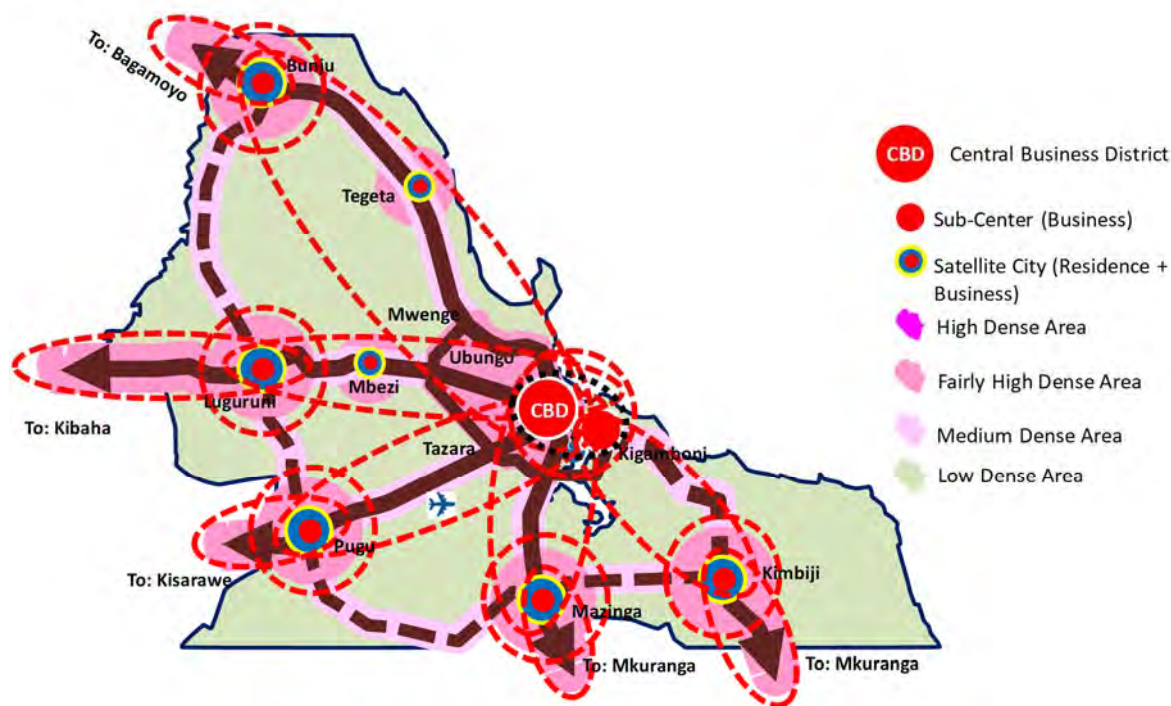 To: Bagamoyo
Bunju
Tegeta
Mwenge
Ubungo
Luguruni
Mbezi
CBD
Kigamboni
To: Kibaha
Tazara
Pugu
To: Kisarawe
Mazinga
Kimbiji
To: Mkuranga
To: Mkuranga
CBD
Central Business District
Sub-Center (Business)
Satellite City (Residence +
Business)
High Dense Area
Fairly High Dense Area
Medium Dense Area
Low Dense Area